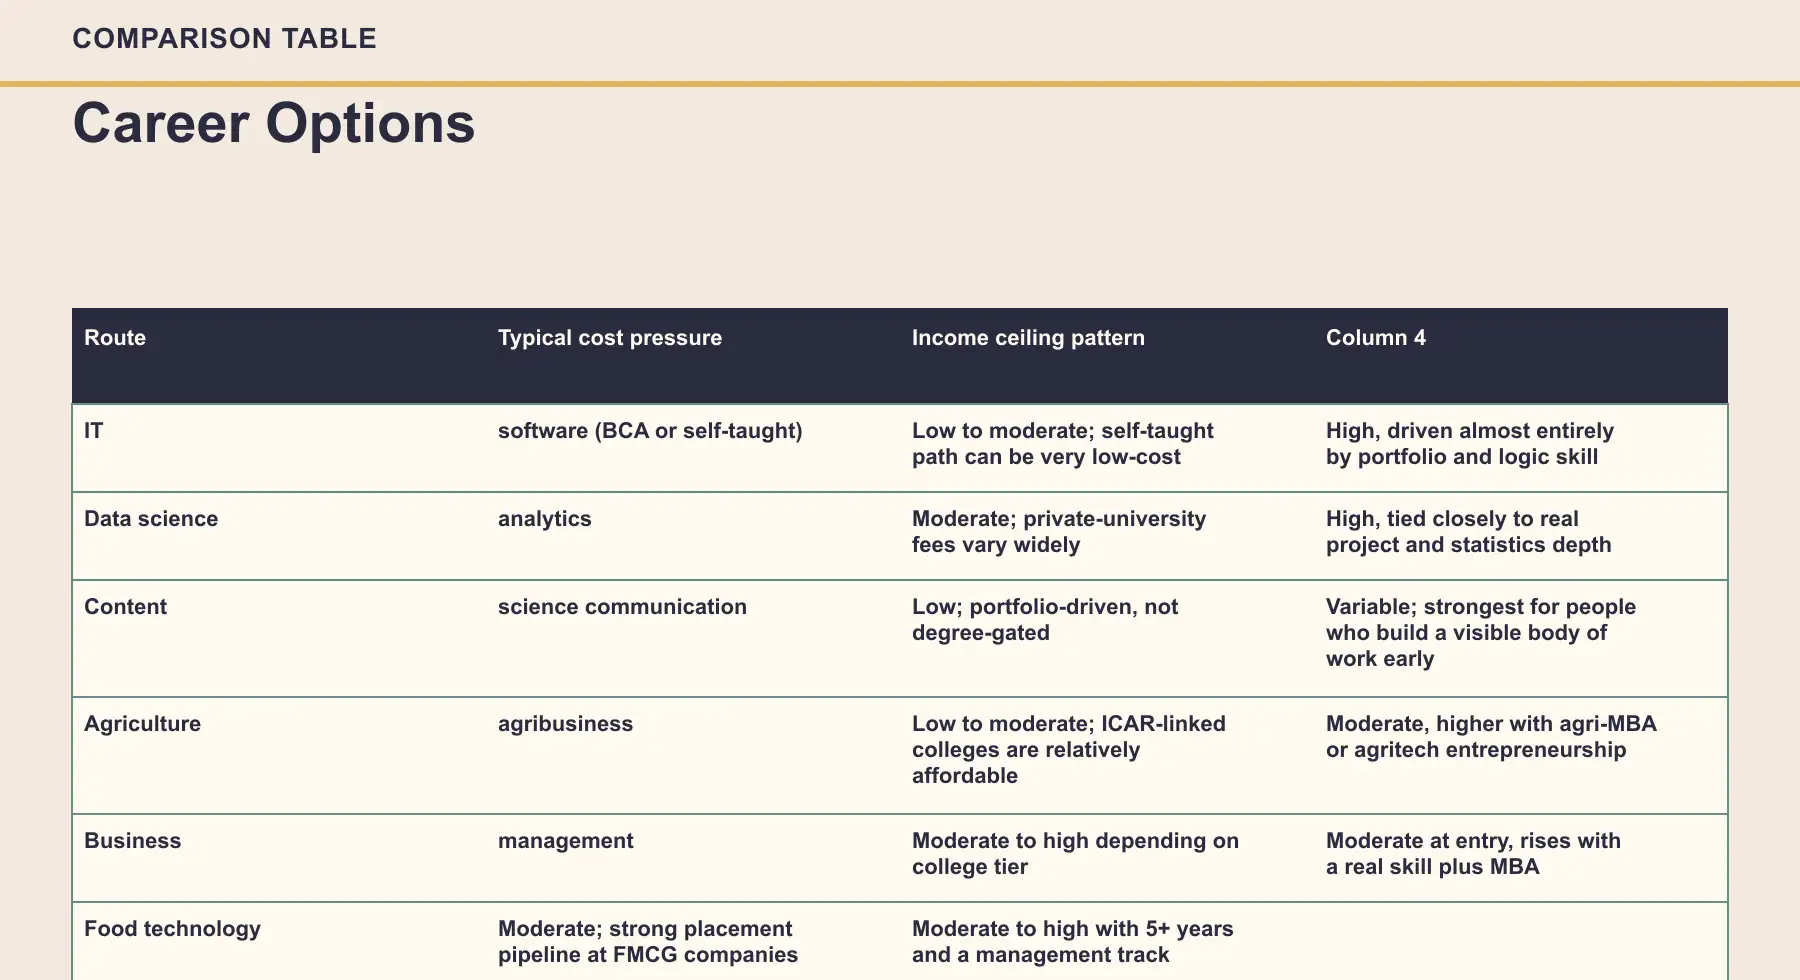 COMPARISON TABLE
Career Options
Route
Typical cost pressure
Income ceiling pattern
Column 4
IT
software (BCA or self-taught)
Low to moderate; self-taught
path can be very low-cost
High, driven almost entirely
by portfolio and logic skill
Data science
analytics
Moderate; private-university
fees vary widely
High, tied closely to real
project and statistics depth
Content
science communication
Low; portfolio-driven, not
degree-gated
Variable; strongest for people
who build a visible body of
work early
Agriculture
agribusiness
Low to moderate; ICAR-linked
colleges are relatively
affordable
Moderate, higher with agri-MBA
or agritech entrepreneurship
Business
management
Moderate to high depending on
college tier
Moderate at entry, rises with
a real skill plus MBA
Food technology
Moderate; strong placement
pipeline at FMCG companies
Moderate to high with 5+ years
and a management track